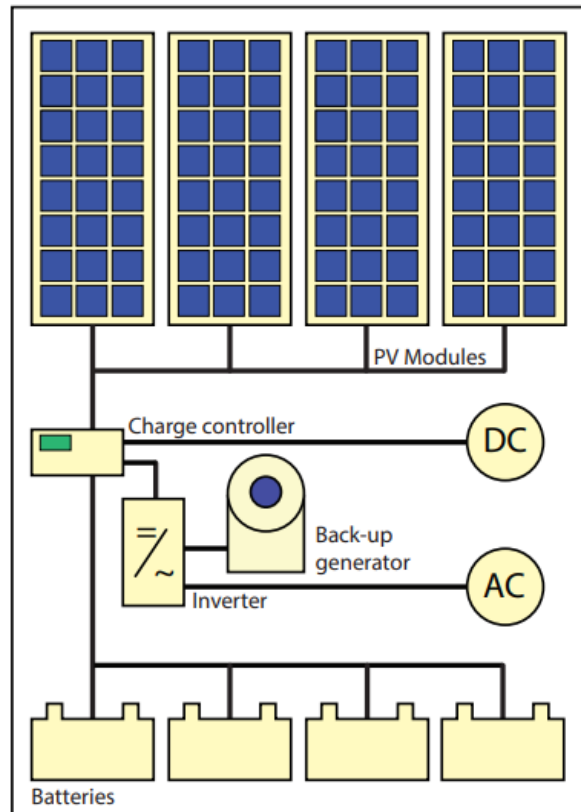 PV Modules
Charge controller
DC
Back-up
generator
=
~
Inverter
AC
Batteries